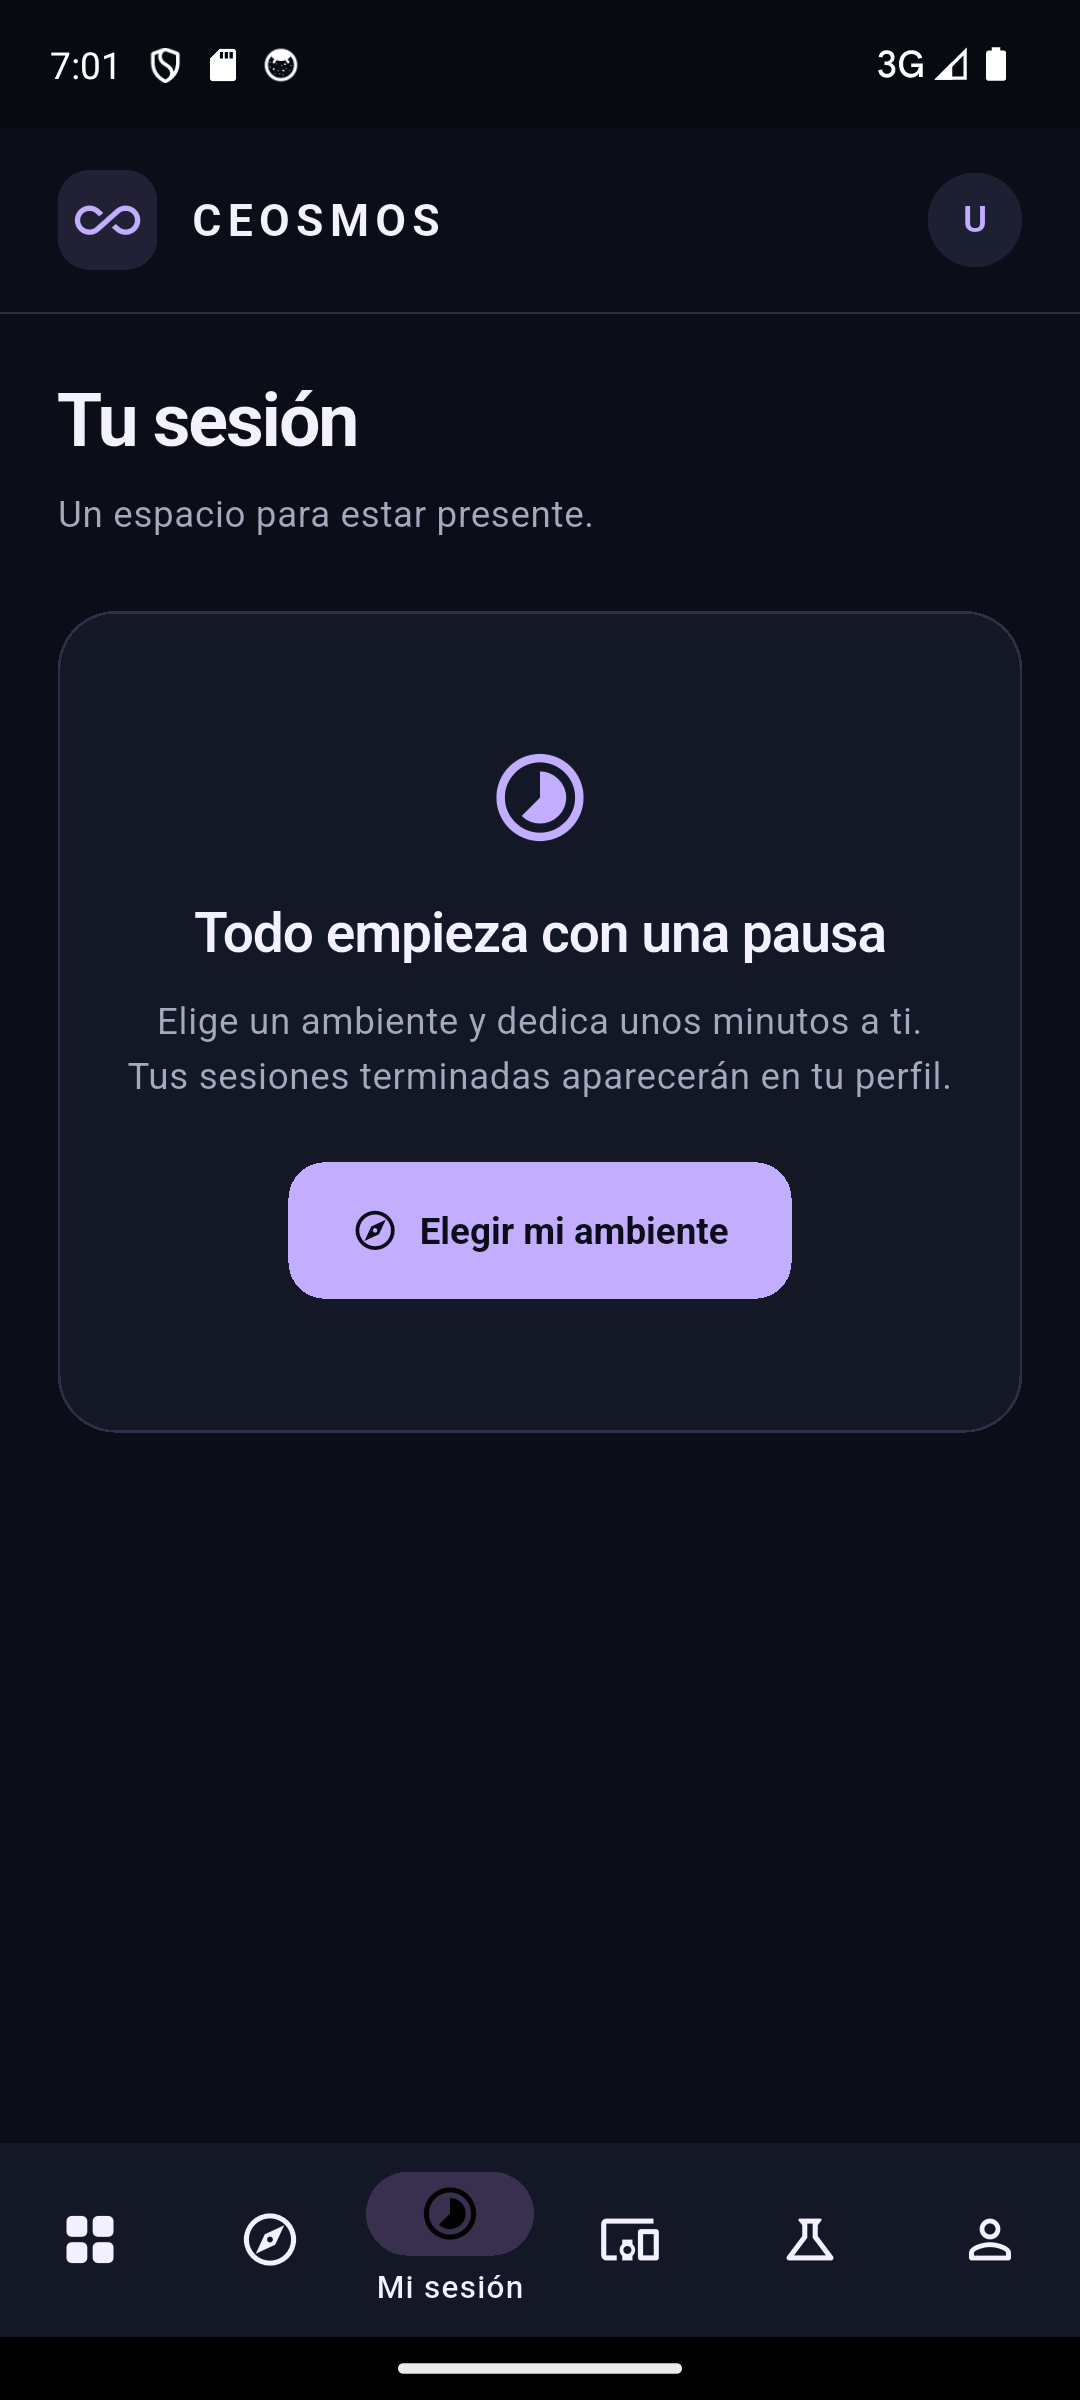 7:01
3G
CEOSMOS
U
Tu sesión
Un espacio para estar presente.
Todo empieza con una pausa
Elige un ambiente y dedica unos minutos a ti.
Tus sesiones terminadas aparecerán en tu perfil.
Elegir mi ambiente
Mi sesión